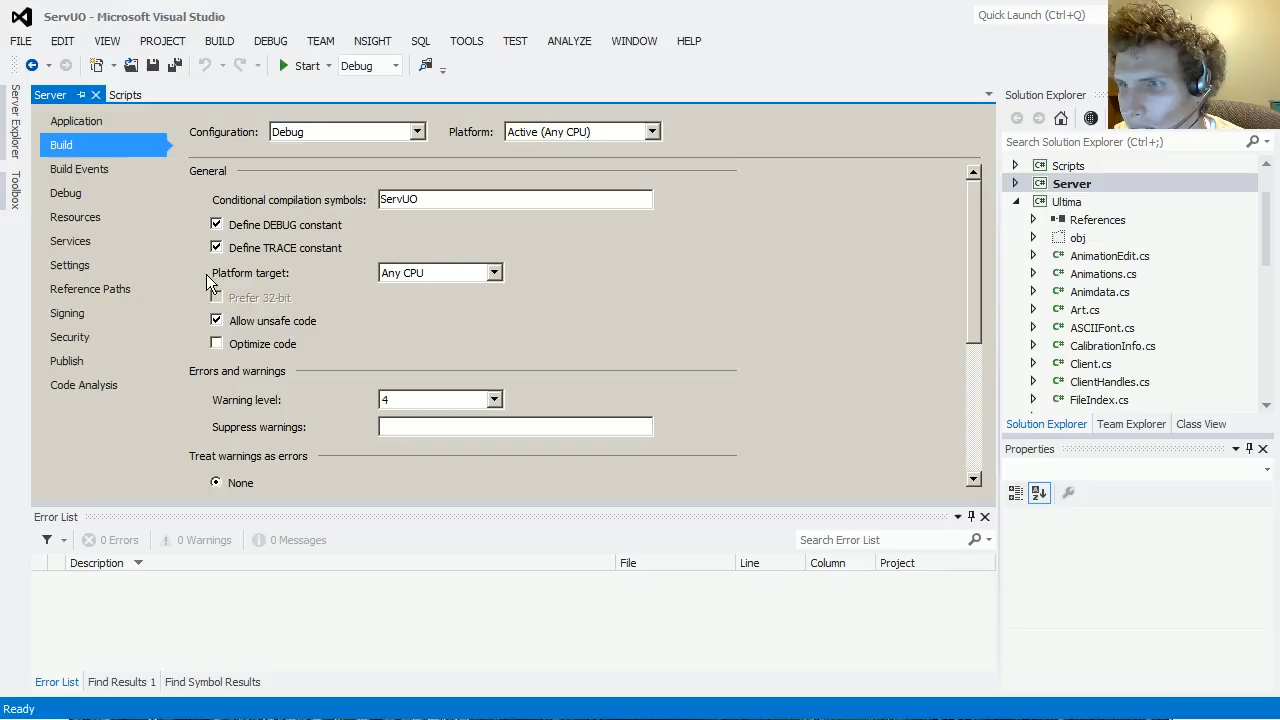 ServUO - Microsoft Visual Studio
Quick Launch (Ctrl+Q)
FILE EDIT VIEW PROJECT BUILD DEBUG TEAM NSIGHT SQL TOOLS TEST ANALYZE WINDOW HELP
Start Debug
Server Explorer
Toolbox
Server Scripts
Application
Build
Build Events
Debug
Resources
Services
Settings
Reference Paths
Signing
Security
Publish
Code Analysis
Configuration: Debug Platform: Active (Any CPU)
General
Conditional compilation symbols: ServUO
Define DEBUG constant
Define TRACE constant
Platform target: Any CPU
Prefer 32-bit
Allow unsafe code
Optimize code
Errors and warnings
Warning level: 4
Suppress warnings:
Treat warnings as errors
None
Solution Explorer
Search Solution Explorer (Ctrl+;)
Scripts
Server
Ultima
References
obj
AnimationEdit.cs
Animations.cs
Animdata.cs
Art.cs
ASCIIFont.cs
CalibrationInfo.cs
Client.cs
ClientHandles.cs
FileIndex.cs
Solution Explorer Team Explorer Class View
Properties
Error List
0 Errors 0 Warnings 0 Messages Search Error List
Description File Line Column Project
Error List Find Results 1 Find Symbol Results
Ready